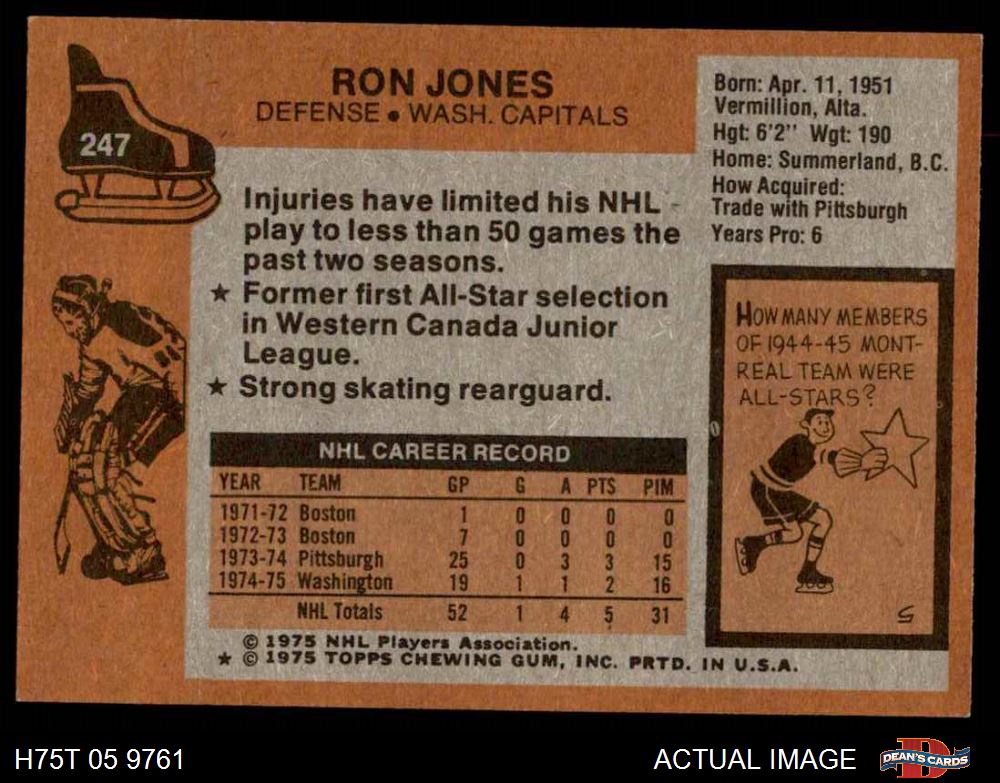 247
RON JONES
DEFENSE • WASH. CAPITALS
Born: Apr. 11, 1951
Vermillion, Alta.
Hgt: 6'2" Wgt: 190
Home: Summerland, B.C.
How Acquired:
Trade with Pittsburgh
Years Pro: 6
Injuries have limited his NHL
play to less than 50 games the
past two seasons.
★ Former first All-Star selection
in Western Canada Junior
League.
★ Strong skating rearguard.
HOW MANY MEMBERS
OF 1944-45 MONT-
REAL TEAM WERE
ALL-STARS?
5
NHL CAREER RECORD
YEAR TEAM GP G A PTS PIM
1971-72 Boston 1 0 0 0 0
1972-73 Boston 7 0 0 0 0
1973-74 Pittsburgh 25 0 3 3 15
1974-75 Washington 19 1 1 2 16
NHL Totals 52 1 4 5 31
© 1975 NHL Players Association.
★ © 1975 TOPPS CHEWING GUM, INC. PRTD. IN U.S.A.
H75T 05 9761
ACTUAL IMAGE
D
DEAN'S CARDS